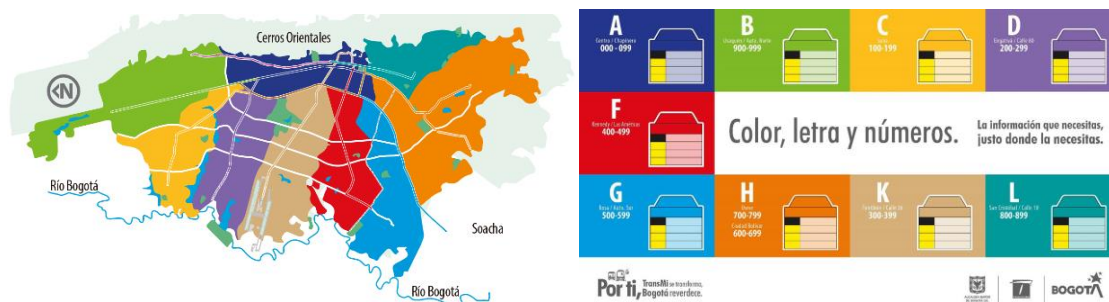 Cerros Orientales
N
Río Bogotá
Soacha
Río Bogotá
A
Centro / Chapinero
000 -099
B
Usaquén / Auto. Norte
900-999
C
Suba
100-199
D
Engativá / Calle 80
200-299
F
400-499
Color, letra y números.
La información que necesitas,
justo donde la necesitas.
G
Bosa / Auto. Sur
500-599
H
Usme
700-799
Ciudad Bolívar
600-699
K
Fontibón / Calle 26
300-399
L
San Cristóbal / Calle 10
800-899
Por ti, TransMi se transforma,
Bogotá reverdece.
BOGOTÁ